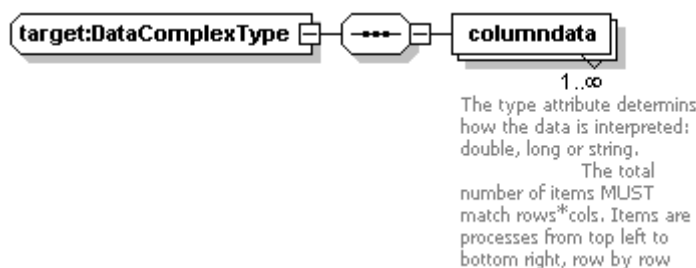 target:DataComplexType
columndata
1..∞
The type attribute determins
how the data is interpreted:
double, long or string.
The total
number of items MUST
match rows*cols. Items are
processes from top left to
bottom right, row by row